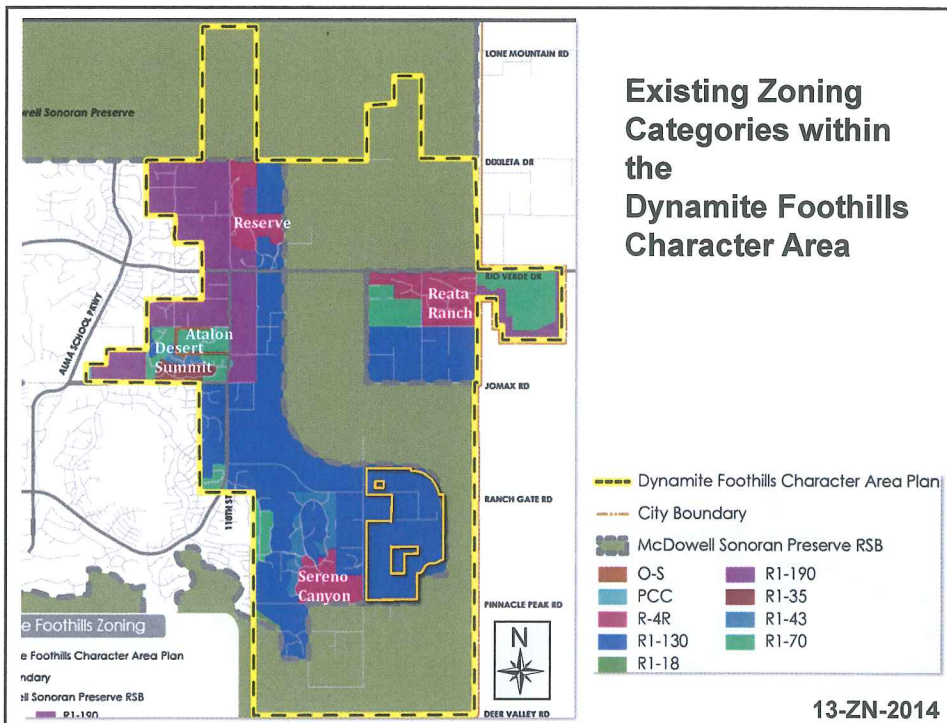 Existing Zoning
Categories within
the
Dynamite Foothills
Character Area
LONE MOUNTAIN RD
Sonoran Preserve
DIXILETA DR
Reserve
RIO VERDE DR
Reata
Ranch
ALMA SCHOOL PKWY
Atalon
Desert
Summit
JOMAX RD
118TH ST
RANCH GATE RD
Sereno
Canyon
PINNACLE PEAK RD
N
DEER VALLEY RD
e Foothills Zoning
e Foothills Character Area Plan
ndary
ell Sonoran Preserve RSB
R1-190
Dynamite Foothills Character Area Plan
City Boundary
McDowell Sonoran Preserve RSB
O-S
PCC
R-4R
R1-130
R1-18
R1-190
R1-35
R1-43
R1-70
13-ZN-2014